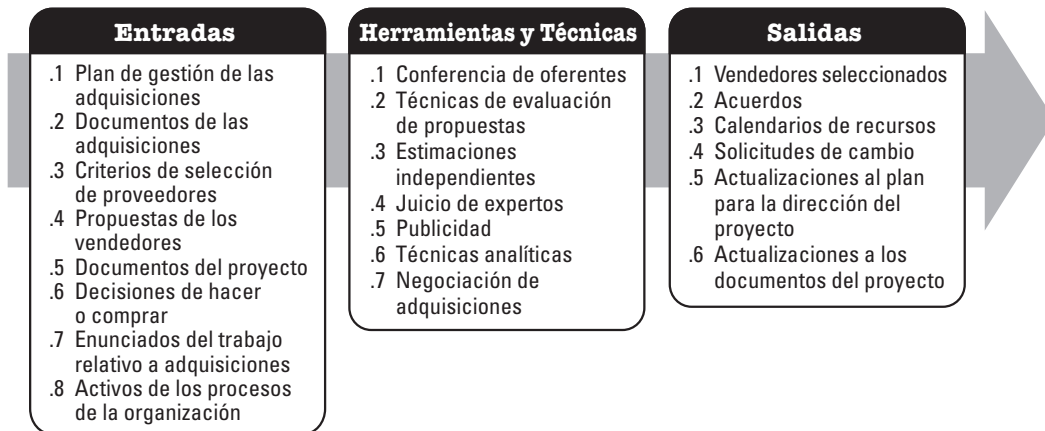 Entradas
.1 Plan de gestión de las
adquisiciones
.2 Documentos de las
adquisiciones
.3 Criterios de selección
de proveedores
.4 Propuestas de los
vendedores
.5 Documentos del proyecto
.6 Decisiones de hacer
o comprar
.7 Enunciados del trabajo
relativo a adquisiciones
.8 Activos de los procesos
de la organización
Herramientas y Técnicas
.1 Conferencia de oferentes
.2 Técnicas de evaluación
de propuestas
.3 Estimaciones
independientes
.4 Juicio de expertos
.5 Publicidad
.6 Técnicas analíticas
.7 Negociación de
adquisiciones
Salidas
.1 Vendedores seleccionados
.2 Acuerdos
.3 Calendarios de recursos
.4 Solicitudes de cambio
.5 Actualizaciones al plan
para la dirección del
proyecto
.6 Actualizaciones a los
documentos del proyecto